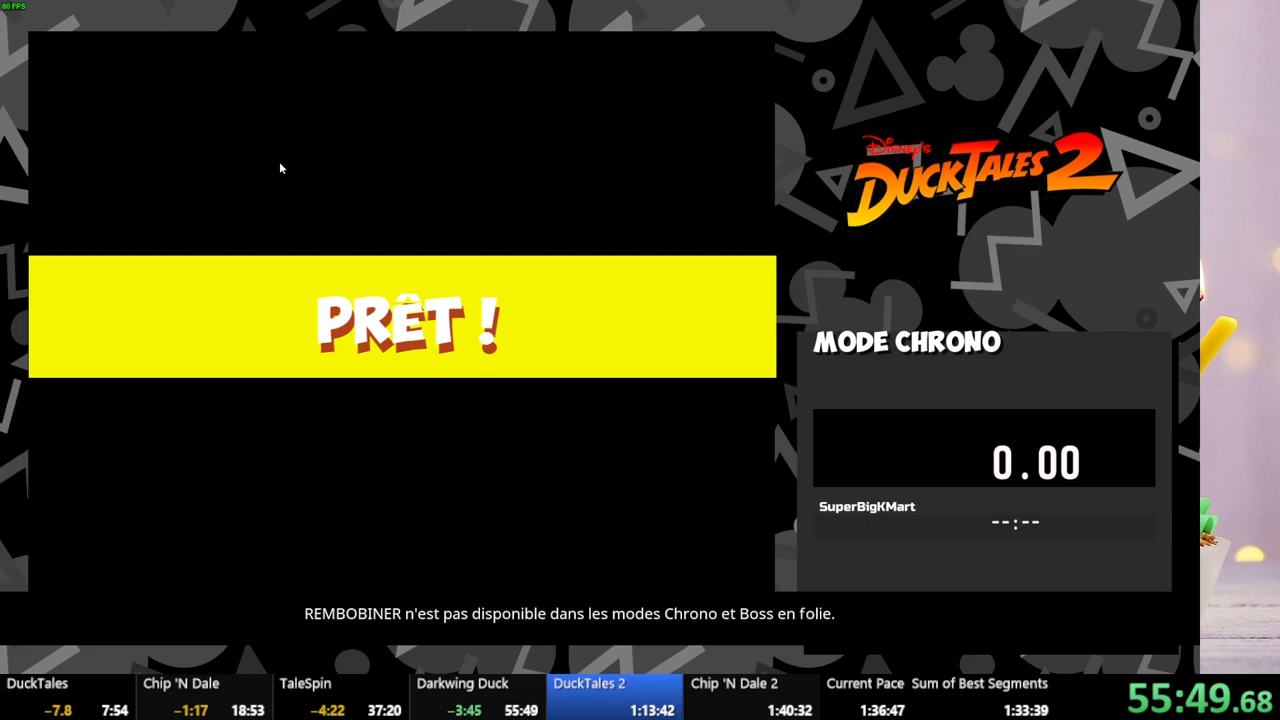 60 FPS
DISNEY'S
DUCKTALES 2
PRÊT !
MODE CHRONO
0.00
SuperBigKMart
--:--
REMBOBINER n'est pas disponible dans les modes Chrono et Boss en folie.
DuckTales Chip 'N Dale TaleSpin Darkwing Duck DuckTales 2 Chip 'N Dale 2 Current Pace Sum of Best Segments
−7.8 7:54 −1:17 18:53 −4:22 37:20 −3:45 55:49 1:13:42 1:40:32 1:36:47 1:33:39
55:49.68